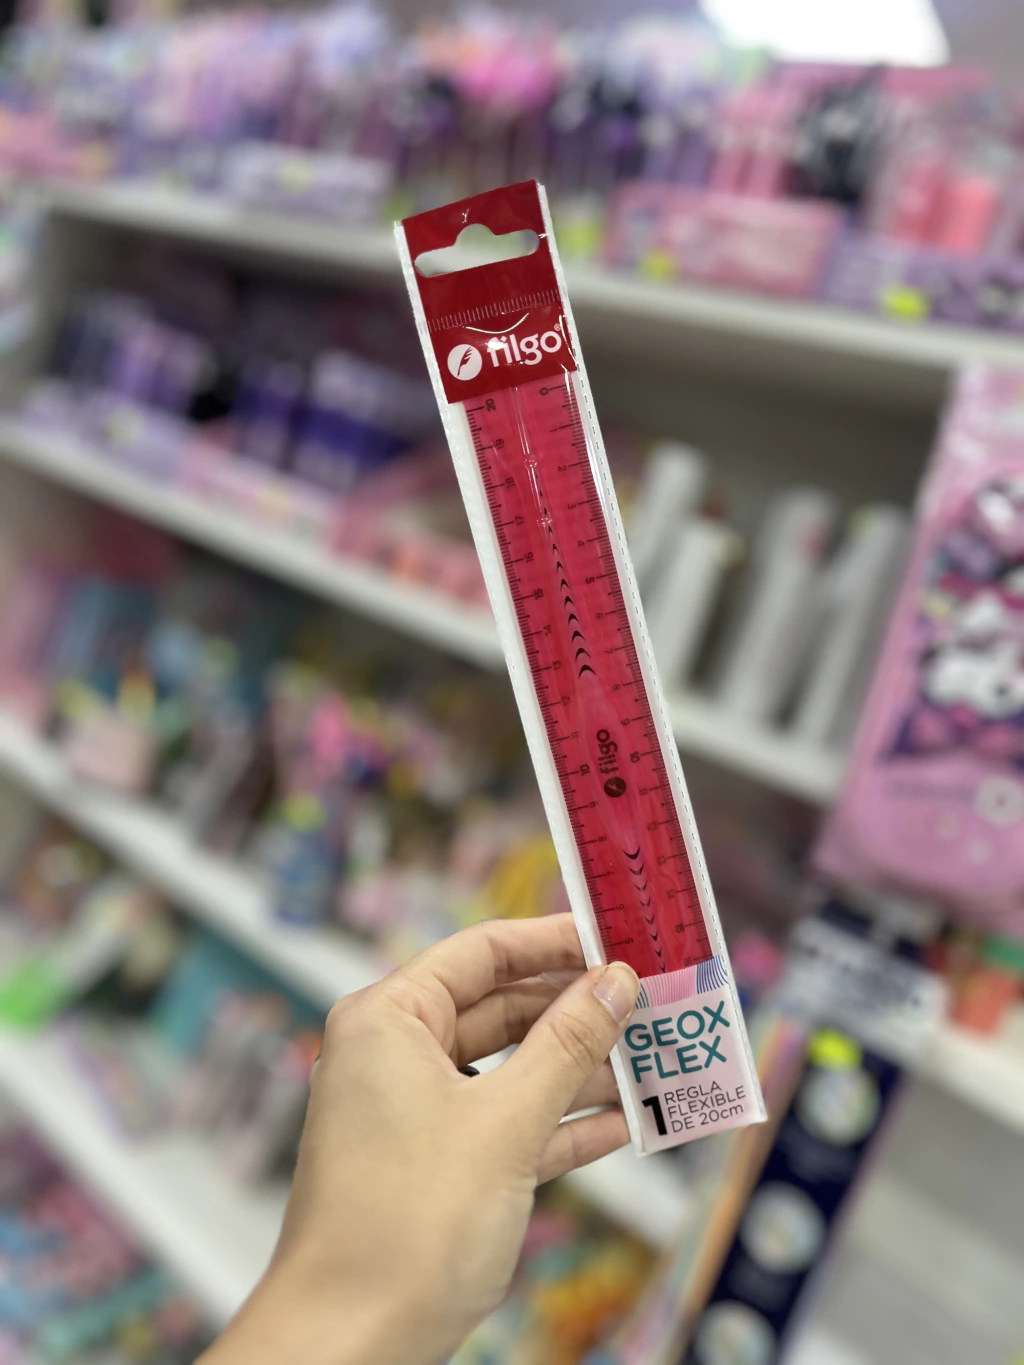 filgo®
filgo
GEOX
FLEX
1 REGLA
FLEXIBLE
DE 20cm